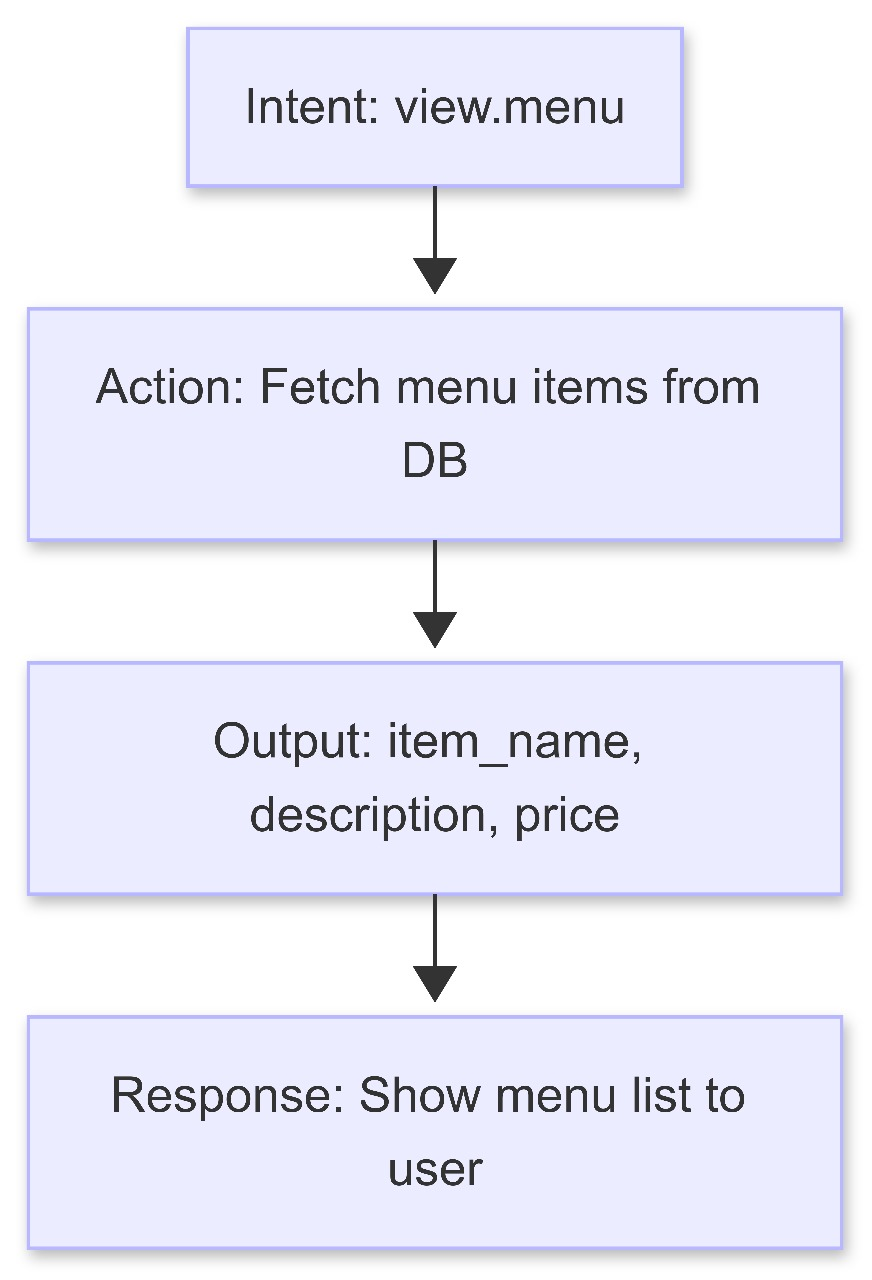 Intent: view.menu
Action: Fetch menu items from
DB
Output: item_name,
description, price
Response: Show menu list to
user